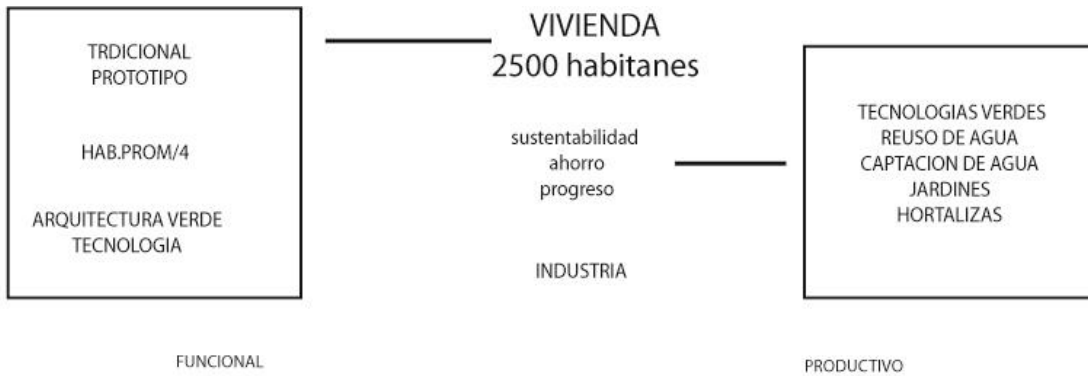 TRDICIONAL
PROTOTIPO
HAB.PROM/4
ARQUITECTURA VERDE
TECNOLOGIA
FUNCIONAL
VIVIENDA
2500 habitanes
sustentabilidad
ahorro
progreso
INDUSTRIA
TECNOLOGIAS VERDES
REUSO DE AGUA
CAPTACION DE AGUA
JARDINES
HORTALIZAS
PRODUCTIVO